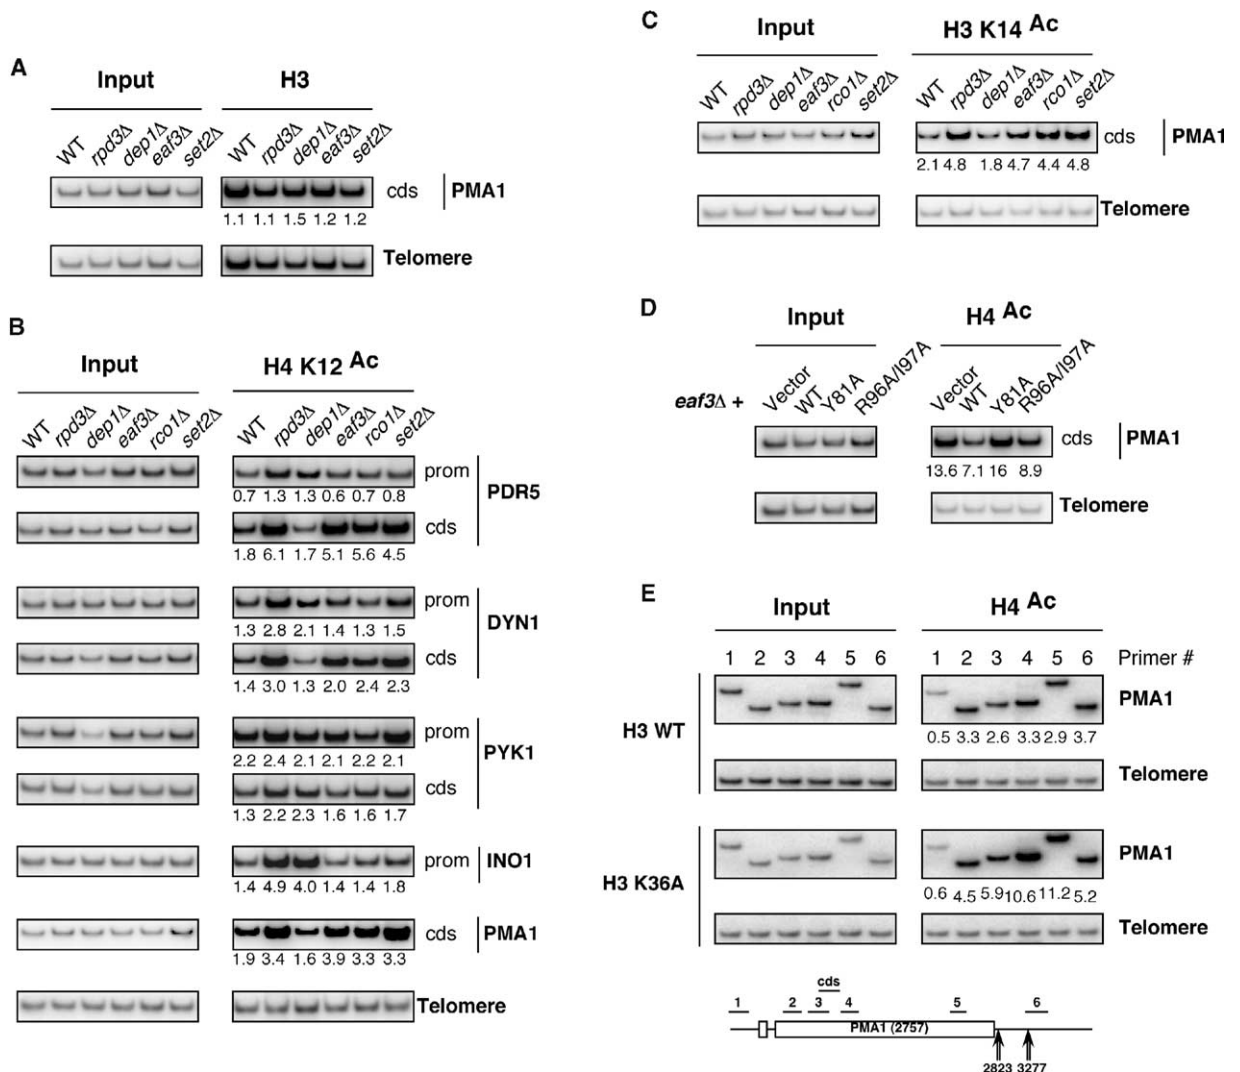 A
Input
H3
WT rpd3Δ dep1Δ eaf3Δ set2Δ
WT rpd3Δ dep1Δ eaf3Δ set2Δ
cds
PMA1
1.1 1.1 1.5 1.2 1.2
Telomere
B
Input
H4 K12 Ac
WT rpd3Δ dep1Δ eaf3Δ rco1Δ set2Δ
WT rpd3Δ dep1Δ eaf3Δ rco1Δ set2Δ
prom
0.7 1.3 1.3 0.6 0.7 0.8
PDR5
cds
1.8 6.1 1.7 5.1 5.6 4.5
prom
1.3 2.8 2.1 1.4 1.3 1.5
DYN1
cds
1.4 3.0 1.3 2.0 2.4 2.3
prom
2.2 2.4 2.1 2.1 2.2 2.1
PYK1
cds
1.3 2.2 2.3 1.6 1.6 1.7
prom
INO1
1.4 4.9 4.0 1.4 1.4 1.8
cds
PMA1
1.9 3.4 1.6 3.9 3.3 3.3
Telomere
C
Input
H3 K14 Ac
WT rpd3Δ dep1Δ eaf3Δ rco1Δ set2Δ
WT rpd3Δ dep1Δ eaf3Δ rco1Δ set2Δ
cds
PMA1
2.1 4.8 1.8 4.7 4.4 4.8
Telomere
D
Input
H4 Ac
eaf3Δ +
Vector WT Y81A R96A/I97A
Vector WT Y81A R96A/I97A
cds
PMA1
13.6 7.1 16 8.9
Telomere
E
Input
H4 Ac
1 2 3 4 5 6
1 2 3 4 5 6
Primer #
H3 WT
PMA1
0.5 3.3 2.6 3.3 2.9 3.7
Telomere
H3 K36A
PMA1
0.6 4.5 5.9 10.6 11.2 5.2
Telomere
cds
1 2 3 4 5 6
PMA1 (2757)
2823 3277